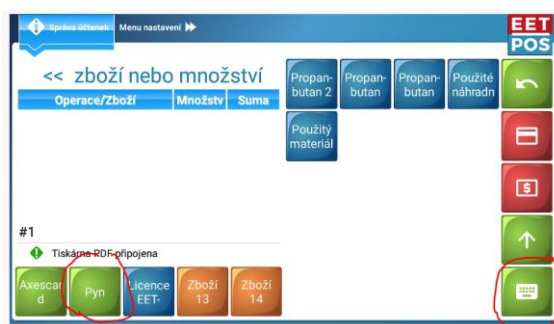 Správa účtenek Menu nastavení
EET
POS
<< zboží nebo množství
Operace/Zboží Množstv Suma
Propan-
butan 2
Propan-
butan
Propan-
butan
Použité
náhradn
Použitý
materiál
#1
Tiskárna PDF připojena
Axescar
d
Pyn
Licence
EET-
Zboží
13
Zboží
14